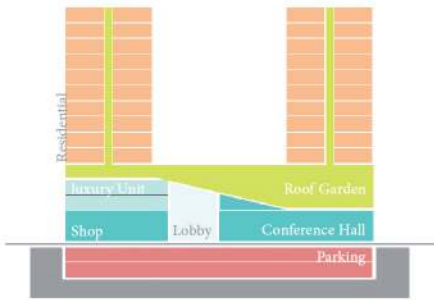 Residential
luxury Unit
Roof Garden
Shop
Lobby
Conference Hall
Parking